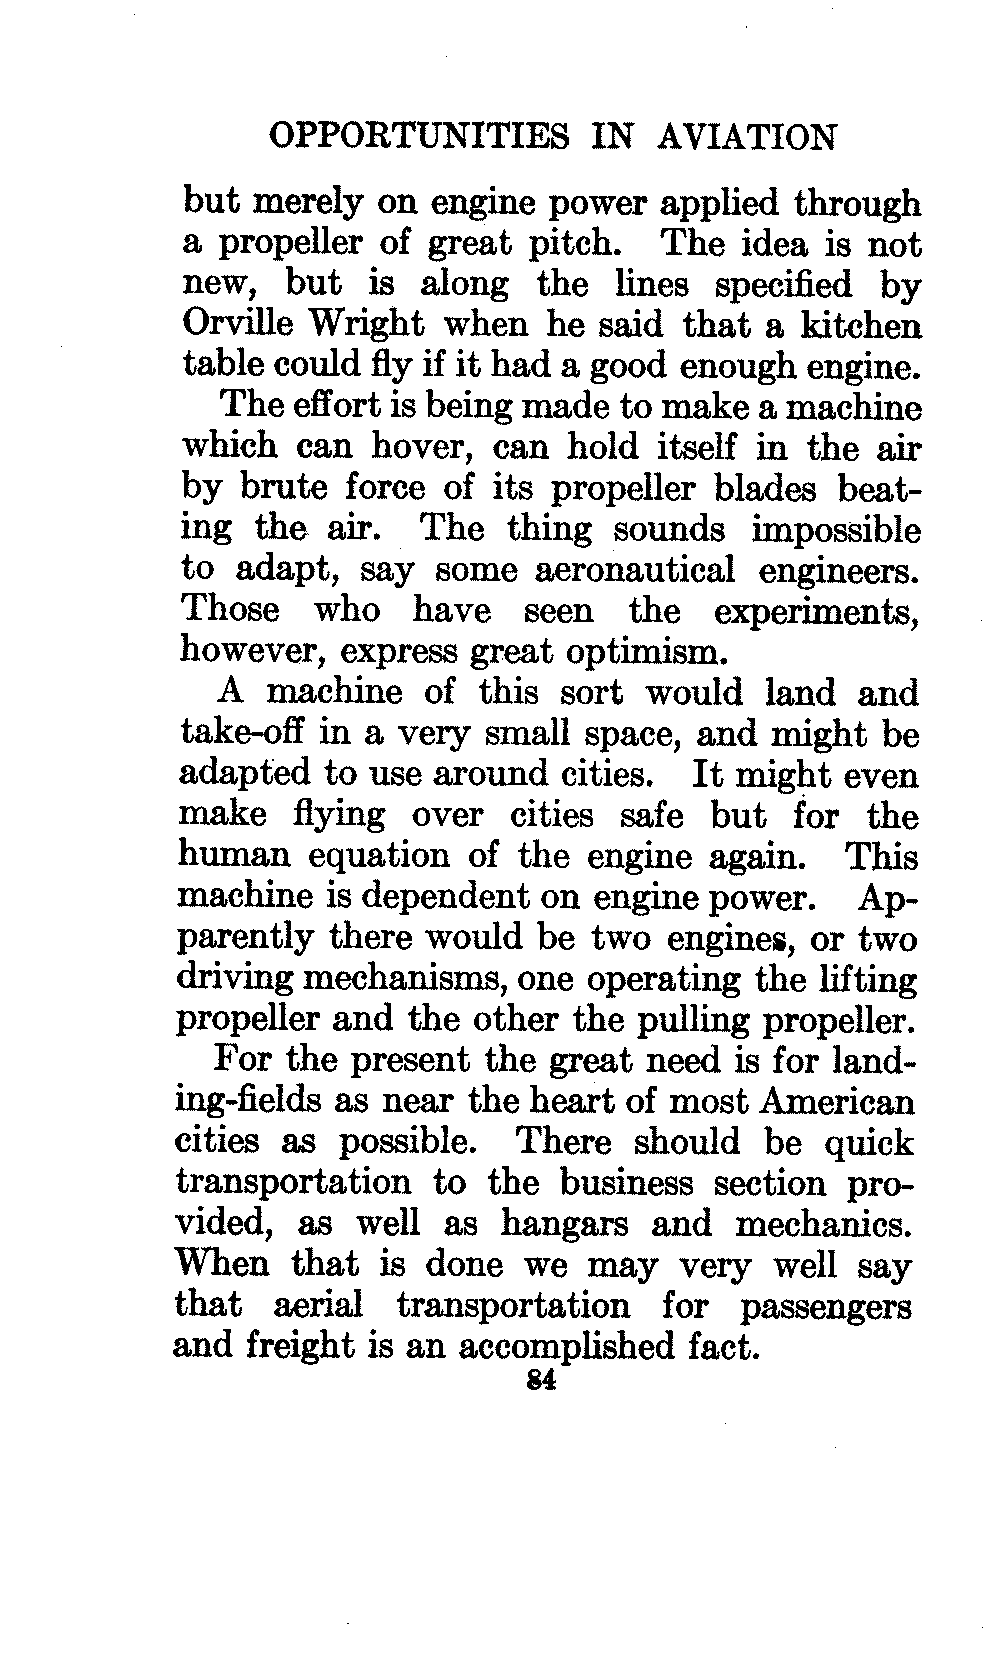 OPPORTUNITIES IN AVIATION
but merely on engine power applied through
a propeller of great pitch. The idea is not
new, but is along the lines specified by
Orville Wright when he said that a kitchen
table could fly if it had a good enough engine.
The effort is being made to make a machine
which can hover, can hold itself in the air
by brute force of its propeller blades beat-
ing the air. The thing sounds impossible
to adapt, say some aeronautical engineers.
Those who have seen the experiments,
however, express great optimism.
A machine of this sort would land and
take-off in a very small space, and might be
adapted to use around cities. It might even
make flying over cities safe but for the
human equation of the engine again. This
machine is dependent on engine power. Ap-
parently there would be two engines, or two
driving mechanisms, one operating the lifting
propeller and the other the pulling propeller.
For the present the great need is for land-
ing-fields as near the heart of most American
cities as possible. There should be quick
transportation to the business section pro-
vided, as well as hangars and mechanics.
When that is done we may very well say
that aerial transportation for passengers
and freight is an accomplished fact.
84